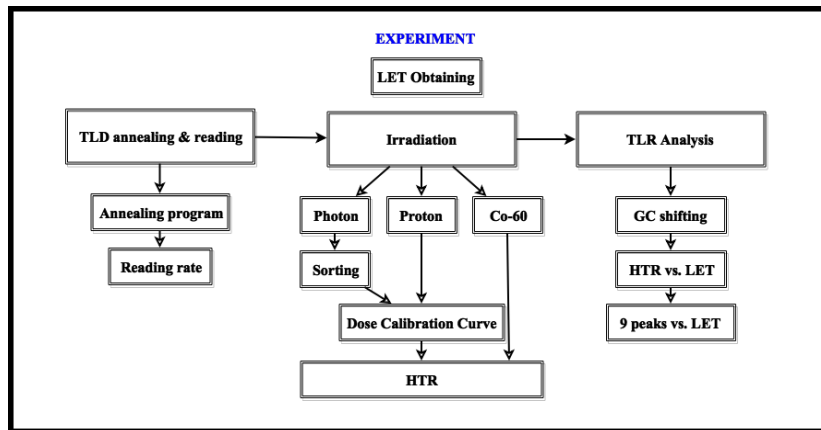 EXPERIMENT
LET Obtaining
TLD annealing & reading
Irradiation
TLR Analysis
Annealing program
Photon
Proton
Co-60
GC shifting
Reading rate
Sorting
HTR vs. LET
Dose Calibration Curve
9 peaks vs. LET
HTR